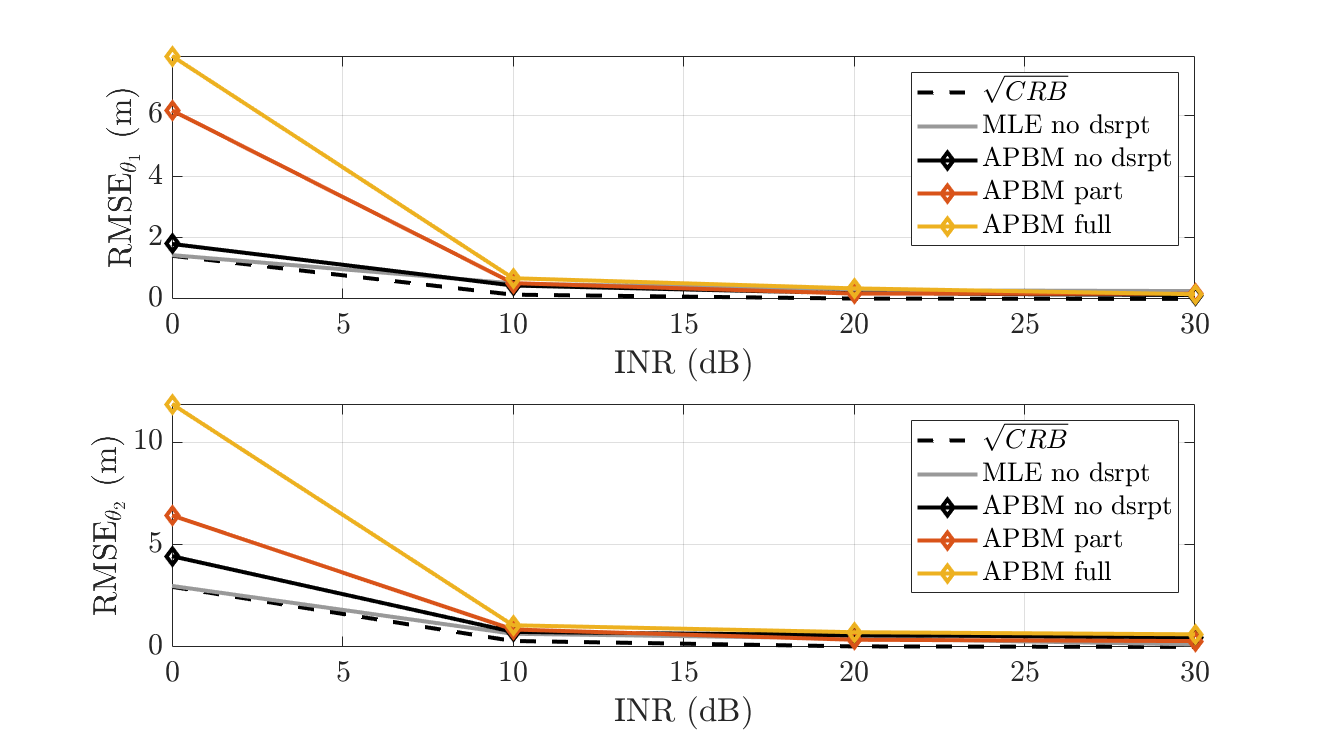 RMSE_θ₁ (m)
6
4
2
0
0 5 10 15 20 25 30
INR (dB)
√CRB
MLE no dsrpt
APBM no dsrpt
APBM part
APBM full
RMSE_θ₂ (m)
10
5
0
0 5 10 15 20 25 30
INR (dB)
√CRB
MLE no dsrpt
APBM no dsrpt
APBM part
APBM full